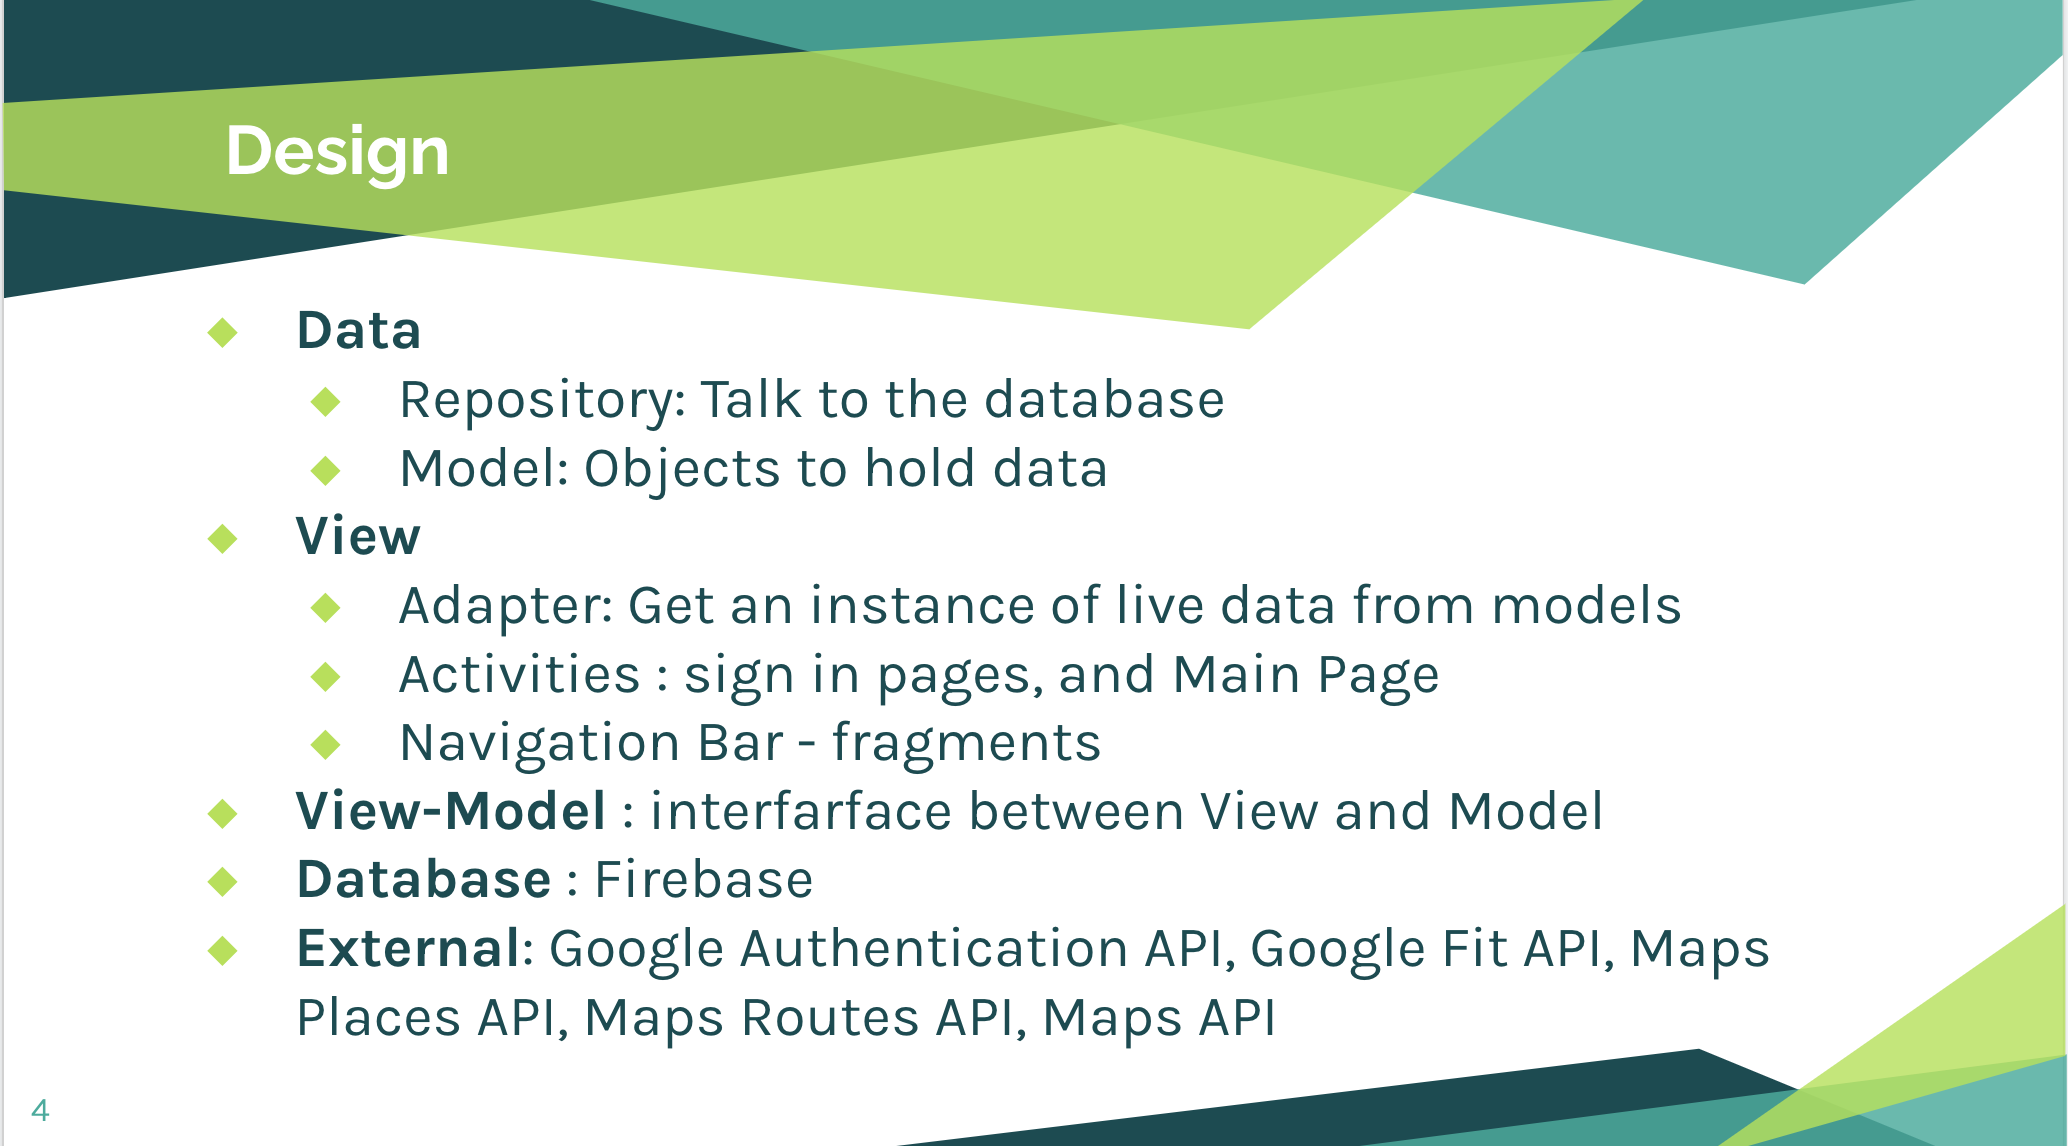 Design
Data
Repository: Talk to the database
Model: Objects to hold data
View
Adapter: Get an instance of live data from models
Activities : sign in pages, and Main Page
Navigation Bar - fragments
View-Model : interfarface between View and Model
Database : Firebase
External: Google Authentication API, Google Fit API, Maps
Places API, Maps Routes API, Maps API
4